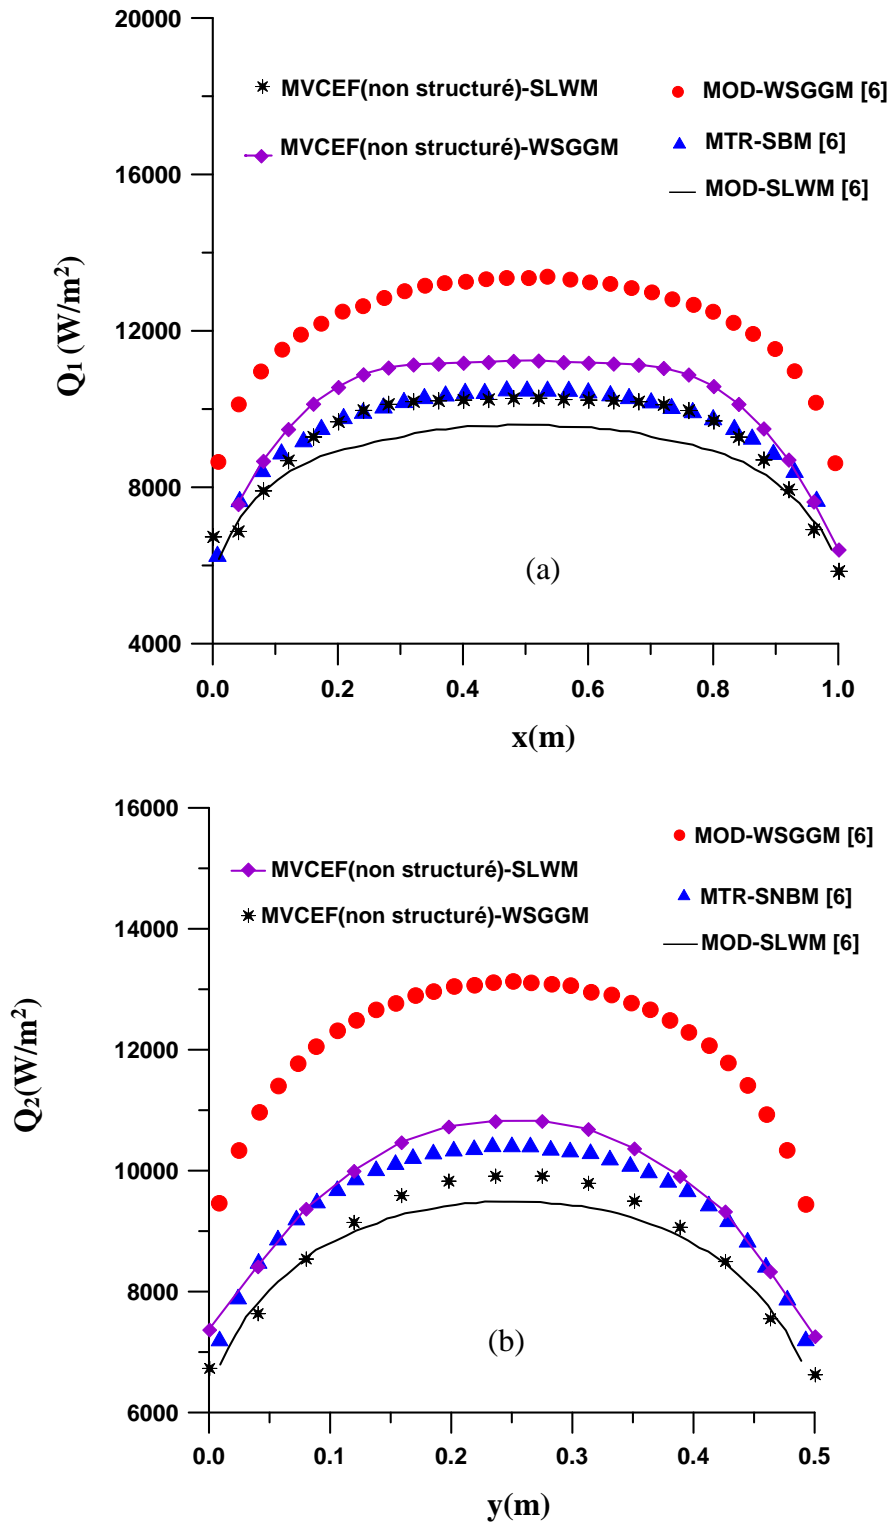 20000
MVCEF(non structuré)-SLWM
MOD-WSGGM [6]
MVCEF(non structuré)-WSGGM
MTR-SBM [6]
MOD-SLWM [6]
16000
12000
8000
4000
Q1 (W/m2)
(a)
0.0 0.2 0.4 0.6 0.8 1.0
x(m)
16000
MOD-WSGGM [6]
MVCEF(non structuré)-SLWM
MTR-SNBM [6]
MVCEF(non structuré)-WSGGM
MOD-SLWM [6]
14000
12000
10000
8000
6000
Q2(W/m2)
(b)
0.0 0.1 0.2 0.3 0.4 0.5
y(m)